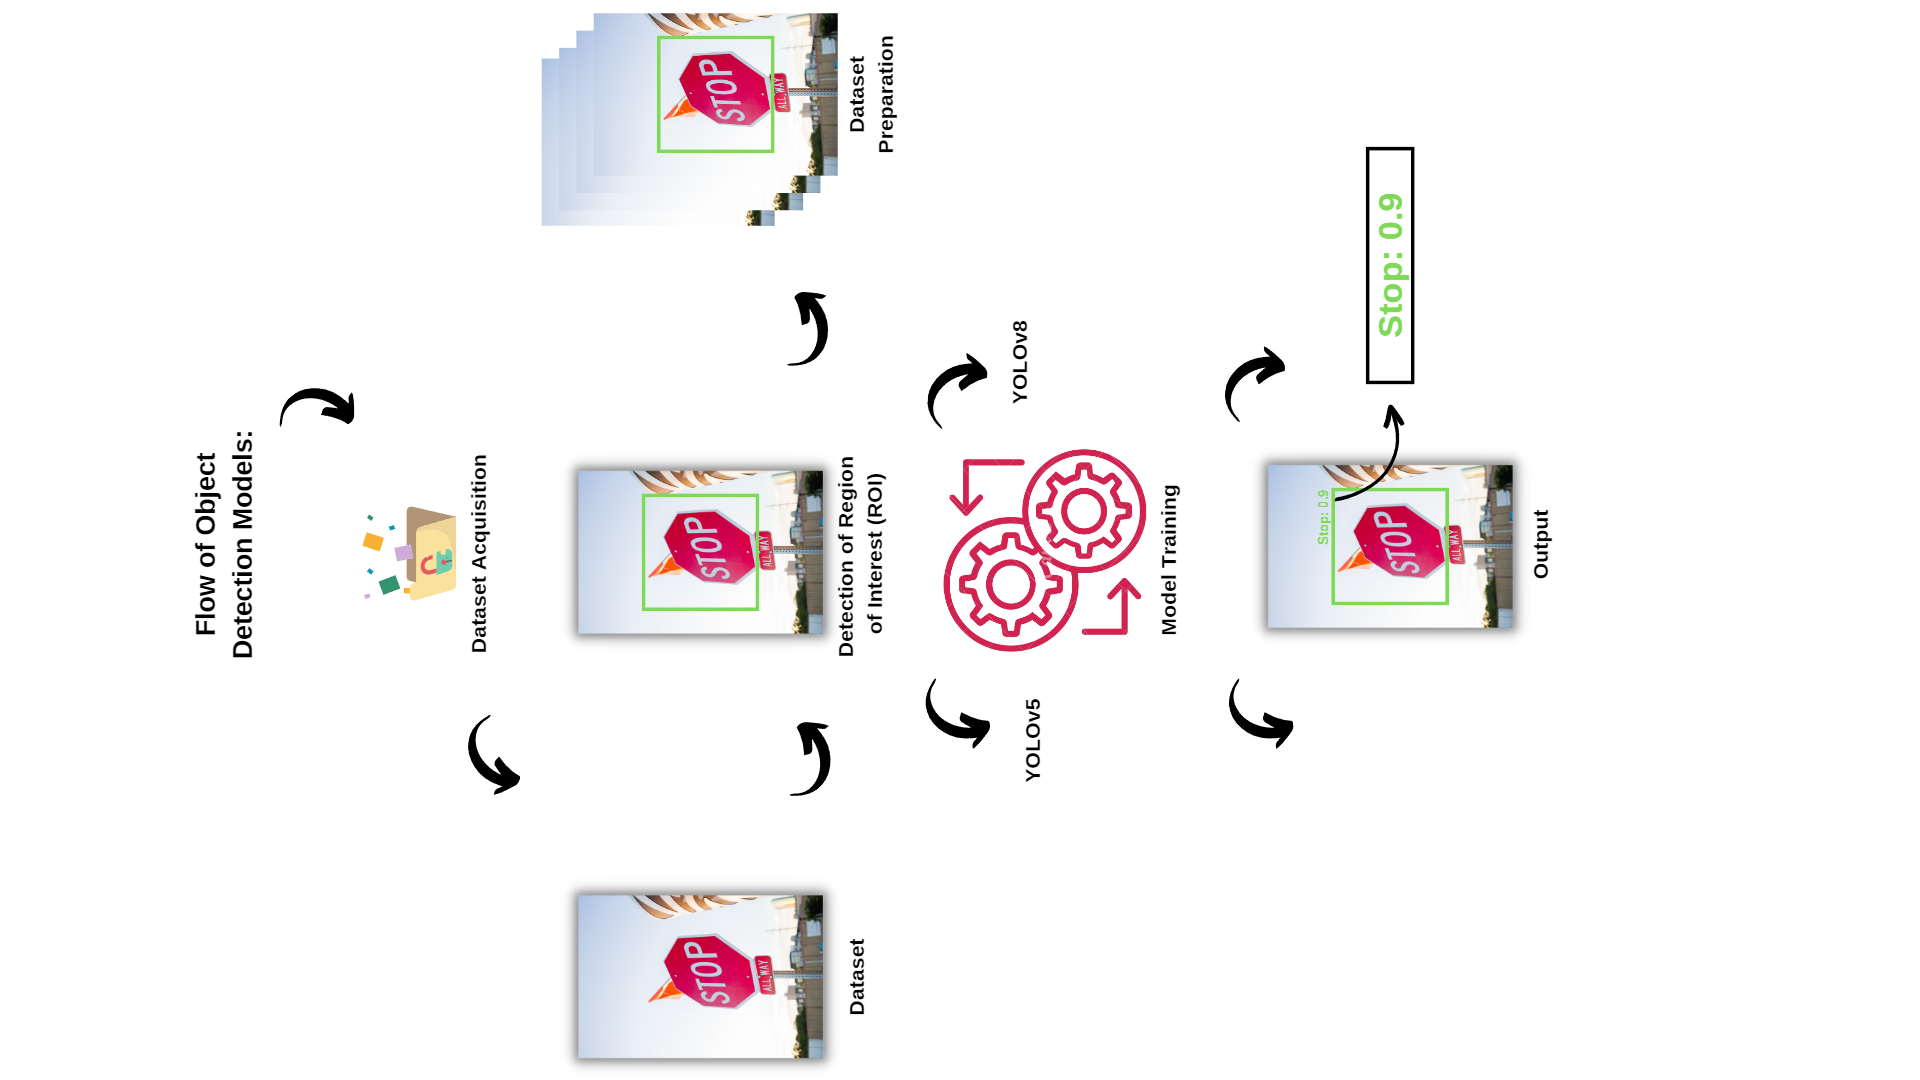 Flow of Object
Detection Models:
Dataset Acquisition
STOP
ALL WAY
Dataset
STOP
ALL WAY
Detection of Region
of Interest (ROI)
STOP
ALL WAY
Dataset
Preparation
YOLOv5
YOLOv8
Model Training
Stop: 0.9
STOP
ALL WAY
Output
Stop: 0.9